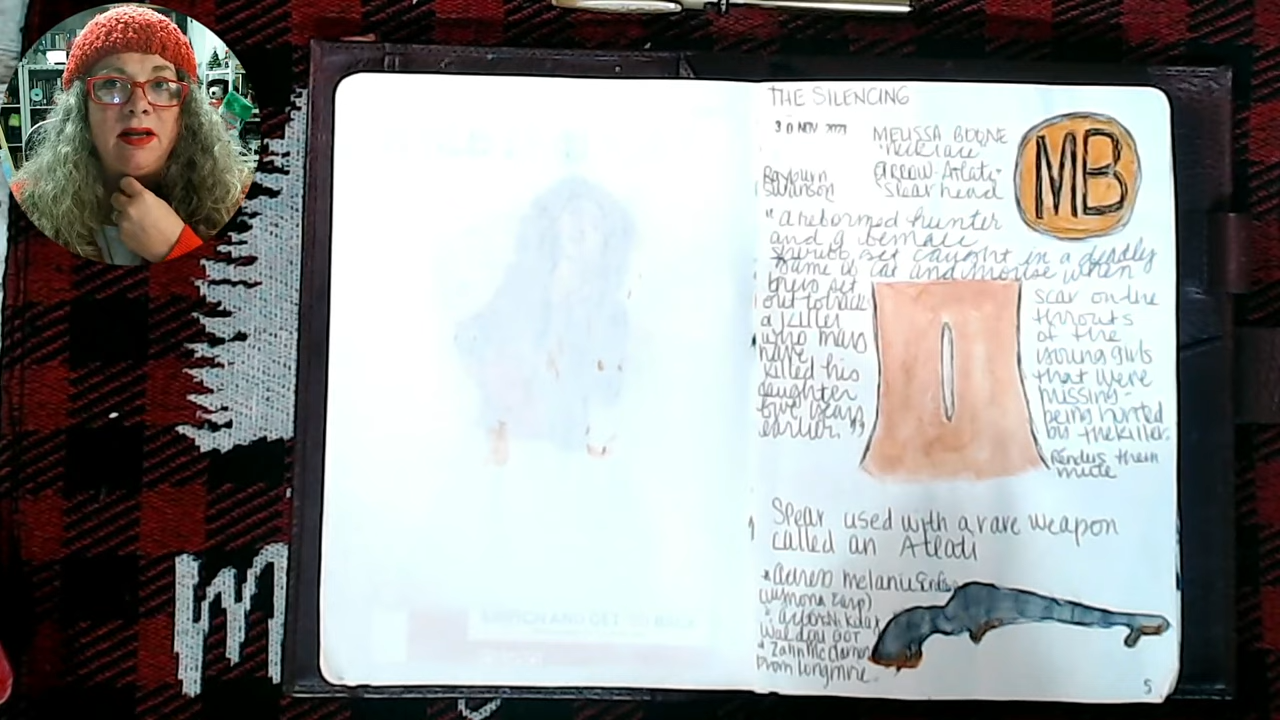 THE SILENCING
30 NOV 2021
MELISSA BOONE
necklace
MB
Rayburn
Swanson
arrow - Atlatl
spear head
"a reformed hunter
and a female
sheriff get caught in a deadly
game of cat and mouse when
they set
out to track
a killer
who may
have
killed his
daughter
five years
earlier."
scar on the
throats
of the
young girls
that were
missing -
being hunted
by the killer.
Renders them
mute
Spear used with a rare weapon
called an Atlatl
*Actress Melanie
Zahn McClarnon
from Longmire.
5